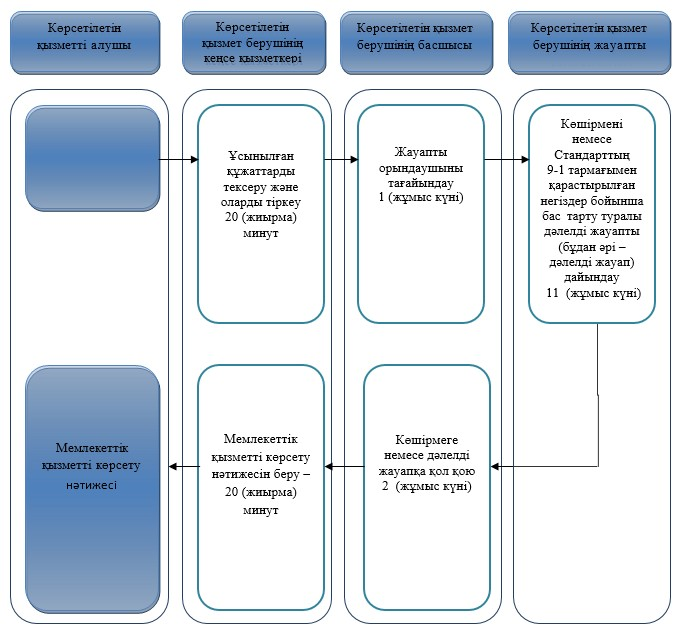 Көрсетілетін
қызметті алушы
Көрсетілетін
қызмет берушінің
кеңсе қызметкері
Көрсетілетін қызмет
берушінің басшысы
Көрсетілетін қызмет
берушінің жауапты
Ұсынылған
құжаттарды
тексеру және
оларды тіркеу
20 (жиырма)
минут
Жауапты
орындаушыны
тағайындау
1 (жұмыс күні)
Көшірмені
немесе
Стандарттың
9-1 тармағымен
қарастырылған
негіздер бойынша
бас тарту туралы
дәлелді жауапты
(бұдан әрі –
дәлелді жауап)
дайындау
11 (жұмыс күні)
Мемлекеттік
қызметті көрсету
нәтижесі
Мемлекеттік
қызметті көрсету
нәтижесін беру –
20 (жиырма)
минут
Көшірмеге
немесе дәлелді
жауапқа қол қою
2 (жұмыс күні)